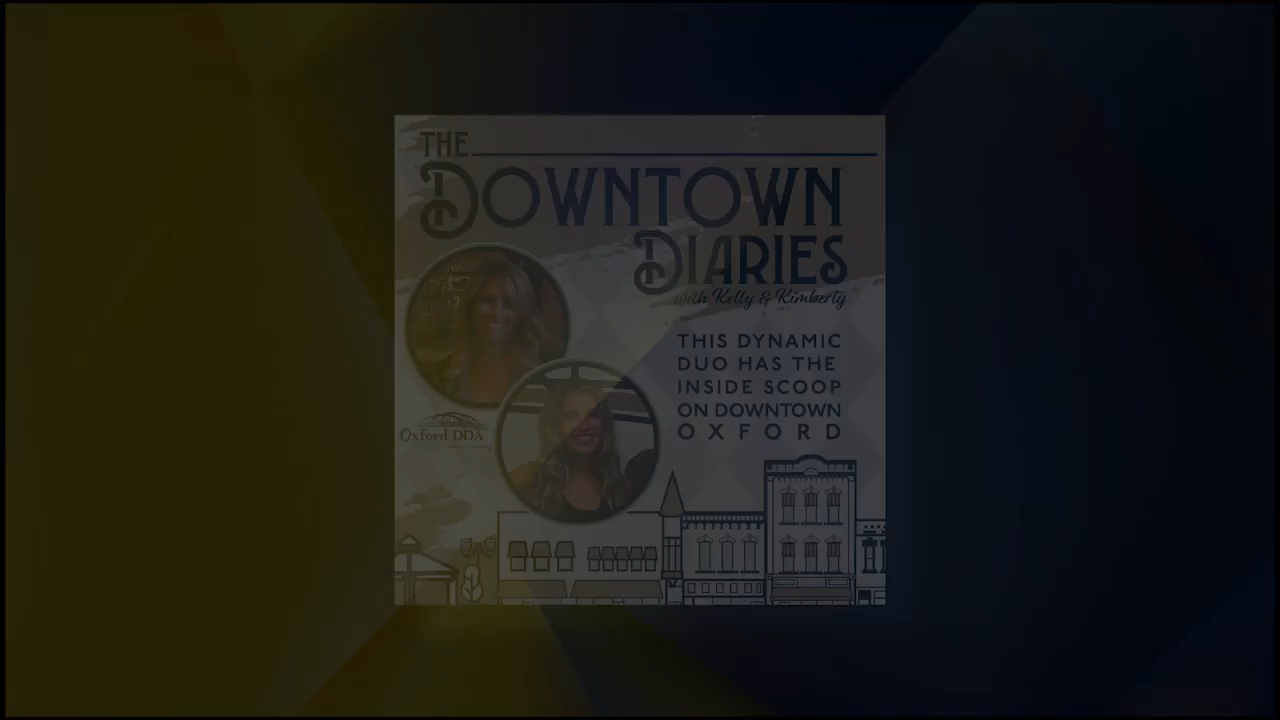 THE
DOWNTOWN
DIARIES
with Kelly & Kimberly
THIS DYNAMIC
DUO HAS THE
INSIDE SCOOP
ON DOWNTOWN
OXFORD
Oxford DDA